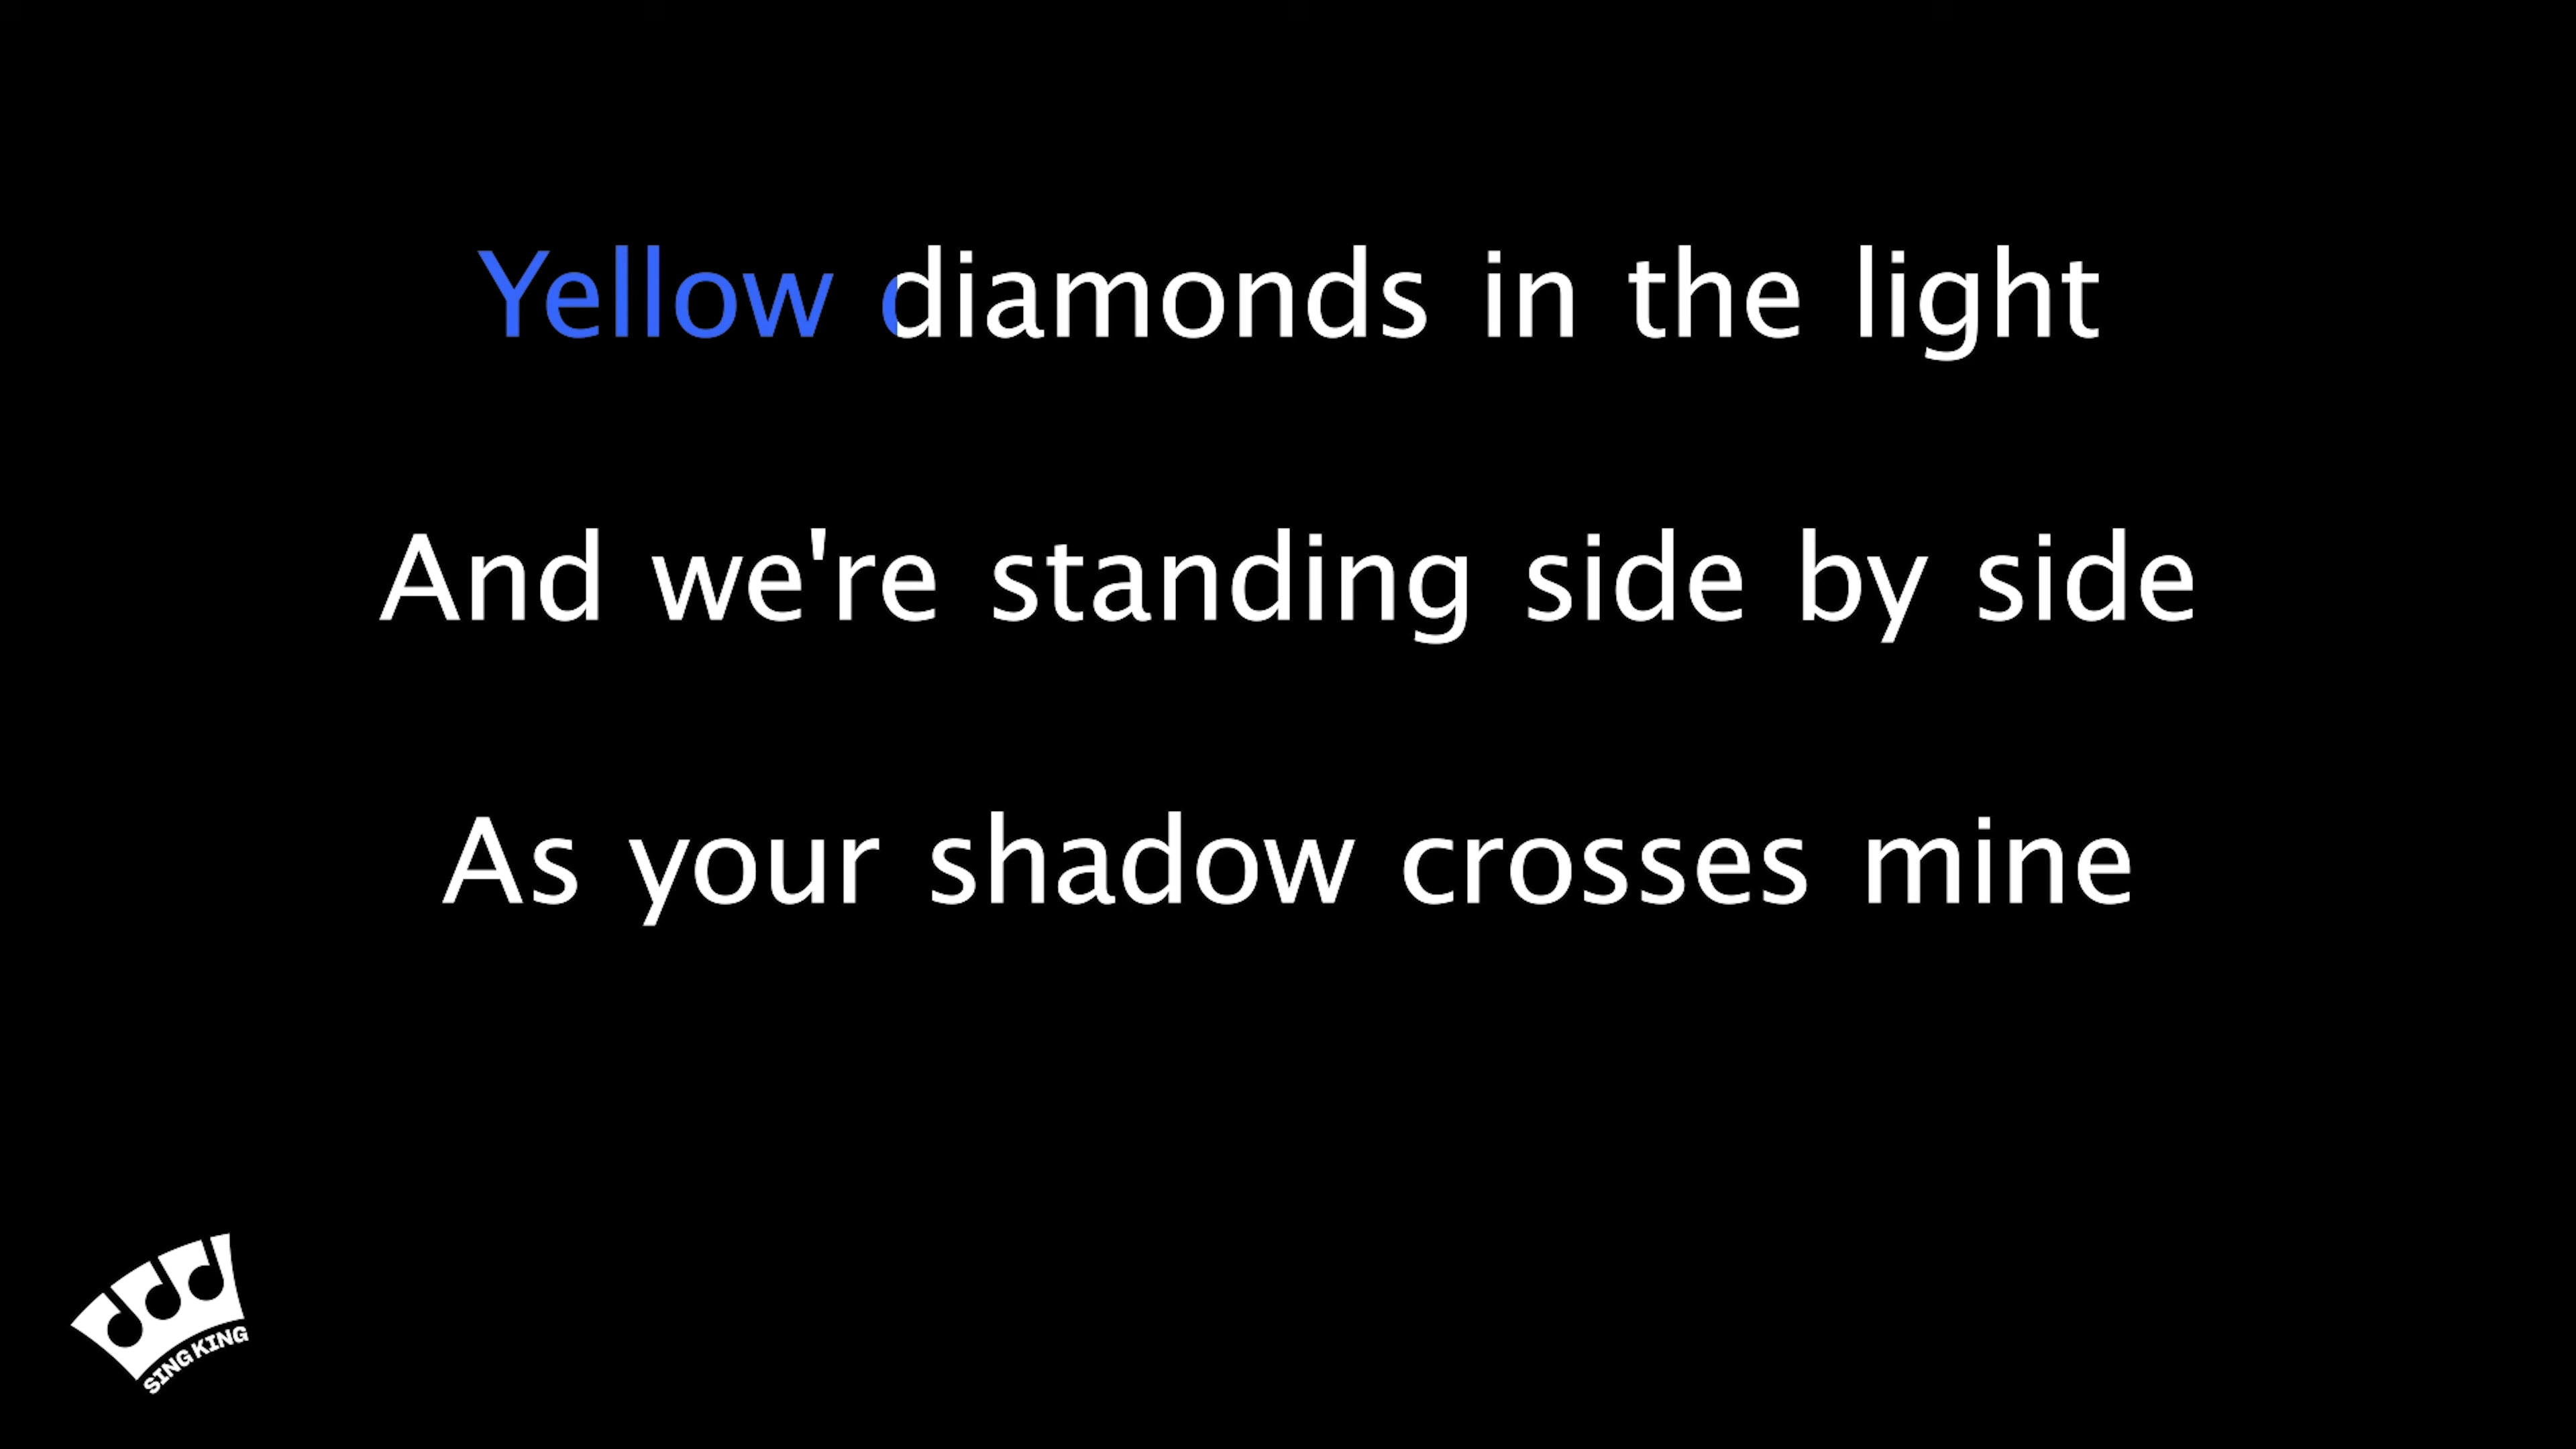 Yellow diamonds in the light
And we're standing side by side
As your shadow crosses mine
SING KING